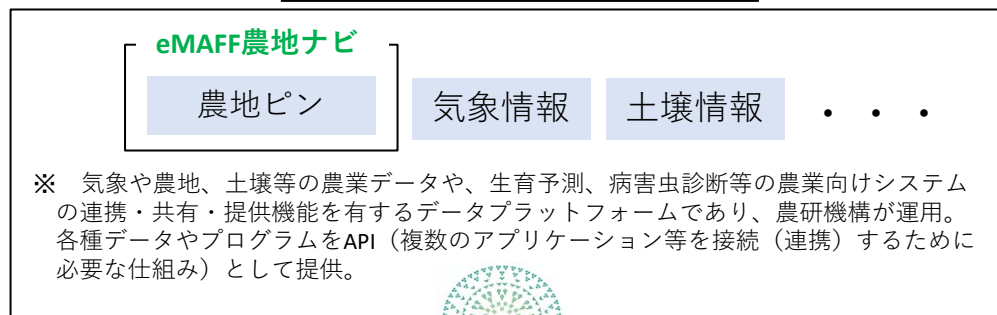 eMAFF農地ナビ
農地ピン 気象情報 土壌情報 ・・・
※ 気象や農地、土壌等の農業データや、生育予測、病害虫診断等の農業向けシステム
の連携・共有・提供機能を有するデータプラットフォームであり、農研機構が運用。
各種データやプログラムをAPI（複数のアプリケーション等を接続（連携）するために
必要な仕組み）として提供。